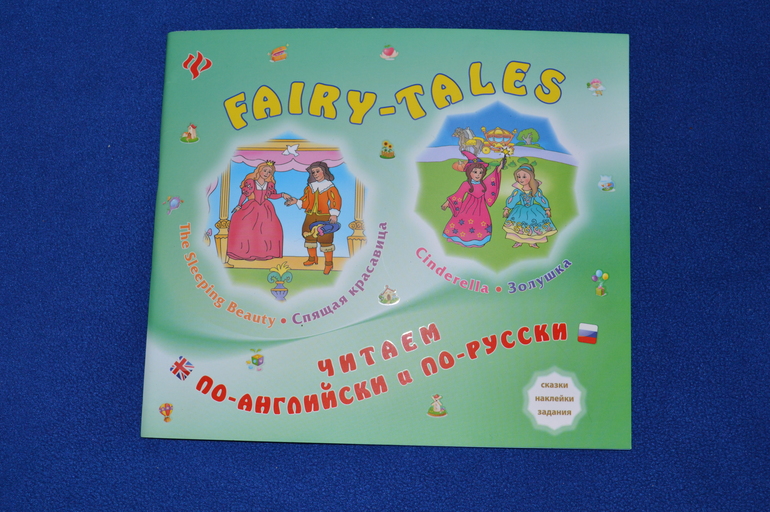 FAIRY-TALES
The Sleeping Beauty • Спящая красавица
Cinderella • Золушка
ЧИТАЕМ
ПО-АНГЛИЙСКИ и ПО-РУССКИ
сказки
наклейки
задания